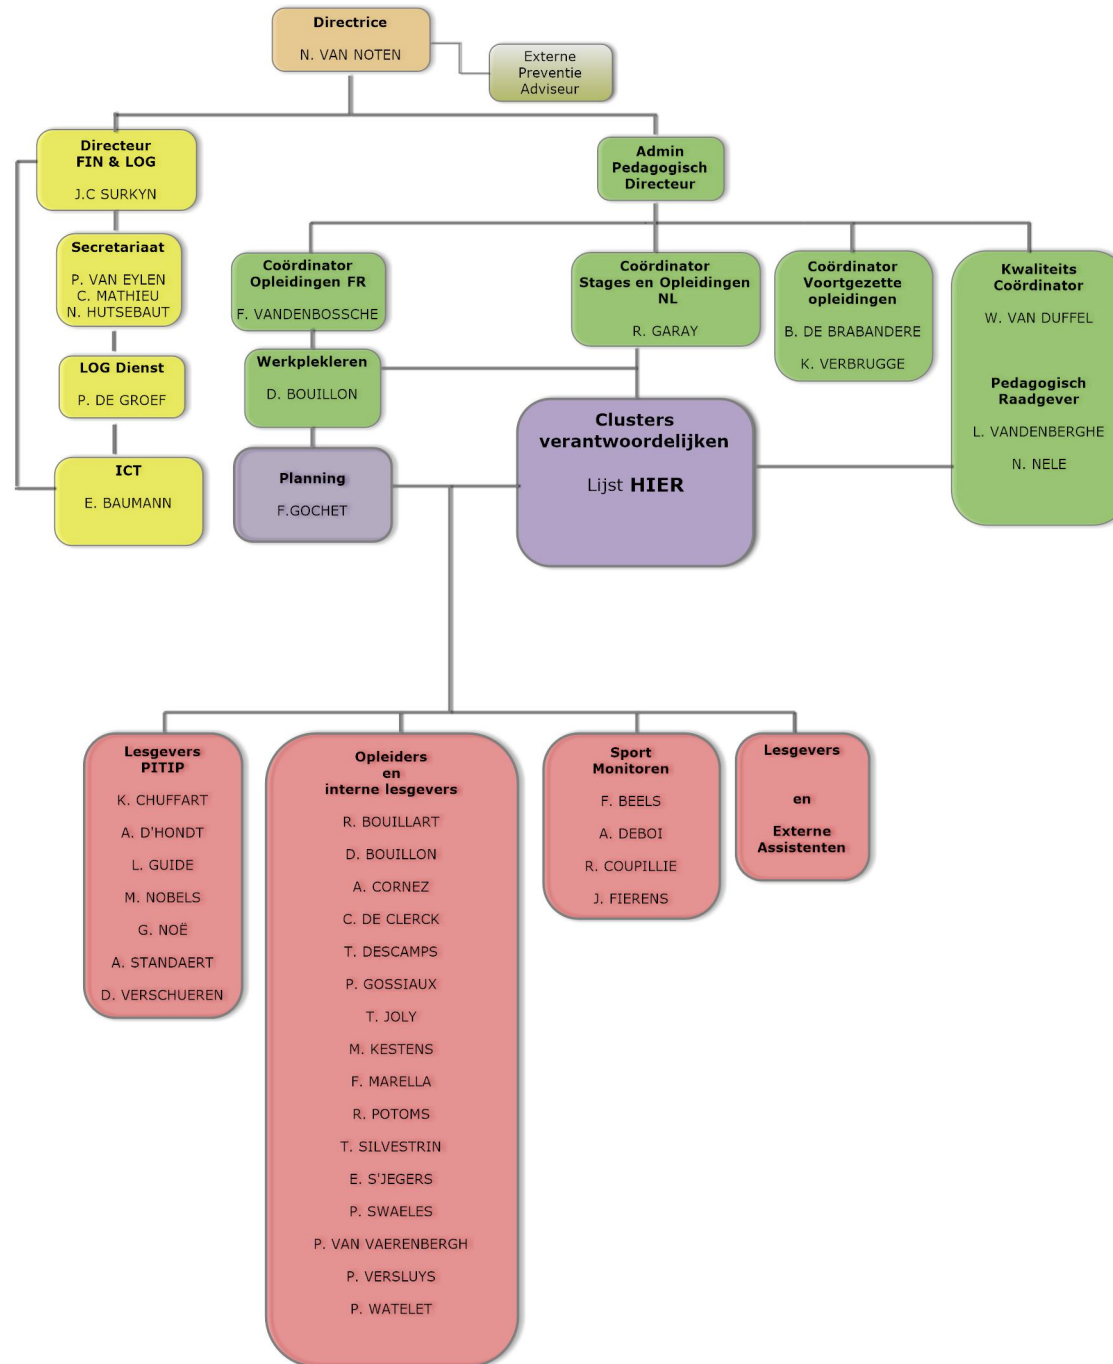 Directrice
N. VAN NOTEN
Externe
Preventie
Adviseur
Directeur
FIN & LOG
J.C SURKYN
Admin
Pedagogisch
Directeur
Secretariaat
P. VAN EYLEN
C. MATHIEU
N. HUTSEBAUT
Coördinator
Opleidingen FR
F. VANDENBOSSCHE
Coördinator
Stages en Opleidingen
NL
R. GARAY
Coördinator
Voortgezette
opleidingen
B. DE BRABANDERE
K. VERBRUGGE
Kwaliteits
Coördinator
W. VAN DUFFEL
Pedagogisch
Raadgever
L. VANDENBERGHE
N. NELE
LOG Dienst
P. DE GROEF
Werkplekleren
D. BOUILLON
Clusters
verantwoordelijken
Lijst HIER
ICT
E. BAUMANN
Planning
F.GOCHET
Lesgevers
PITIP
K. CHUFFART
A. D'HONDT
L. GUIDE
M. NOBELS
G. NOË
A. STANDAERT
D. VERSCHUEREN
Opleiders
en
interne lesgevers
R. BOUILLART
D. BOUILLON
A. CORNEZ
C. DE CLERCK
T. DESCAMPS
P. GOSSIAUX
T. JOLY
M. KESTENS
F. MARELLA
R. POTOMS
T. SILVESTRIN
E. S'JEGERS
P. SWAELES
P. VAN VAERENBERGH
P. VERSLUYS
P. WATELET
Sport
Monitoren
F. BEELS
A. DEBOI
R. COUPILLIE
J. FIERENS
Lesgevers
en
Externe
Assistenten